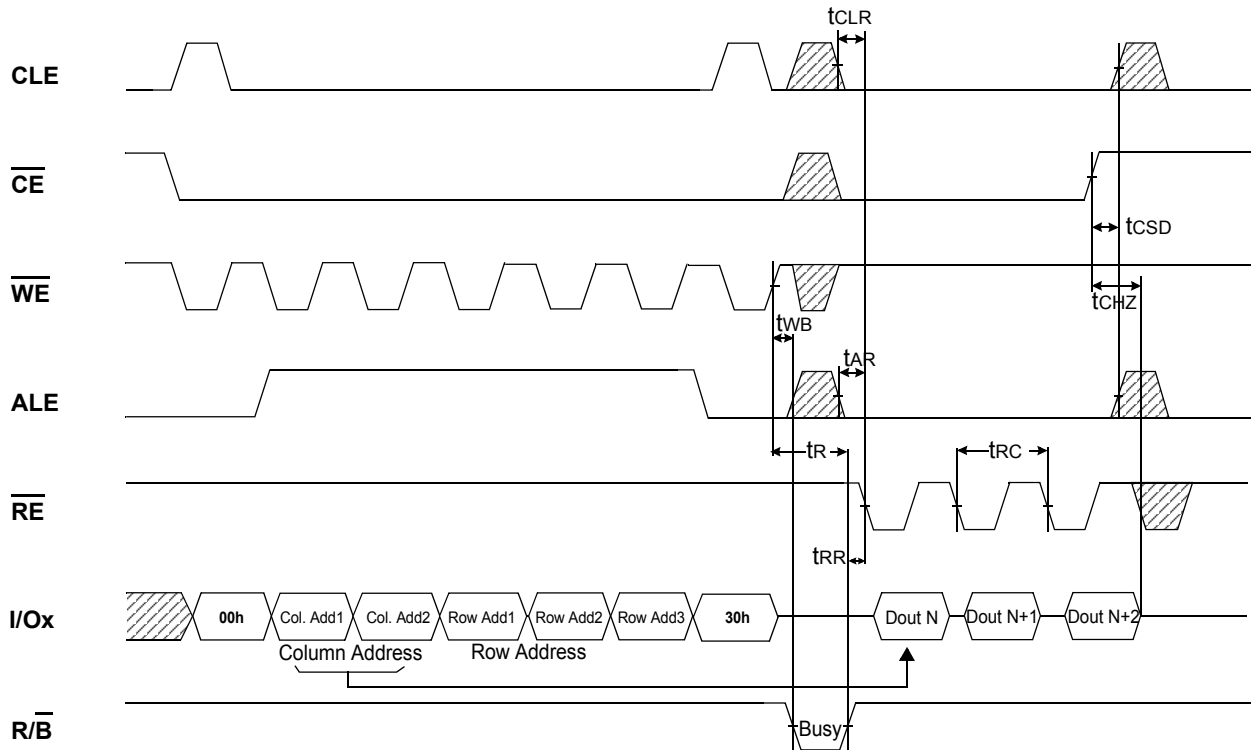 tCLR
CLE
CE
tCSD
WE
tCHZ
tWB
tAR
ALE
tR
tRC
RE
tRR
I/Ox
00h
Col. Add1
Col. Add2
Row Add1
Row Add2
Row Add3
30h
Dout N
Dout N+1
Dout N+2
Column Address
Row Address
R/B
Busy